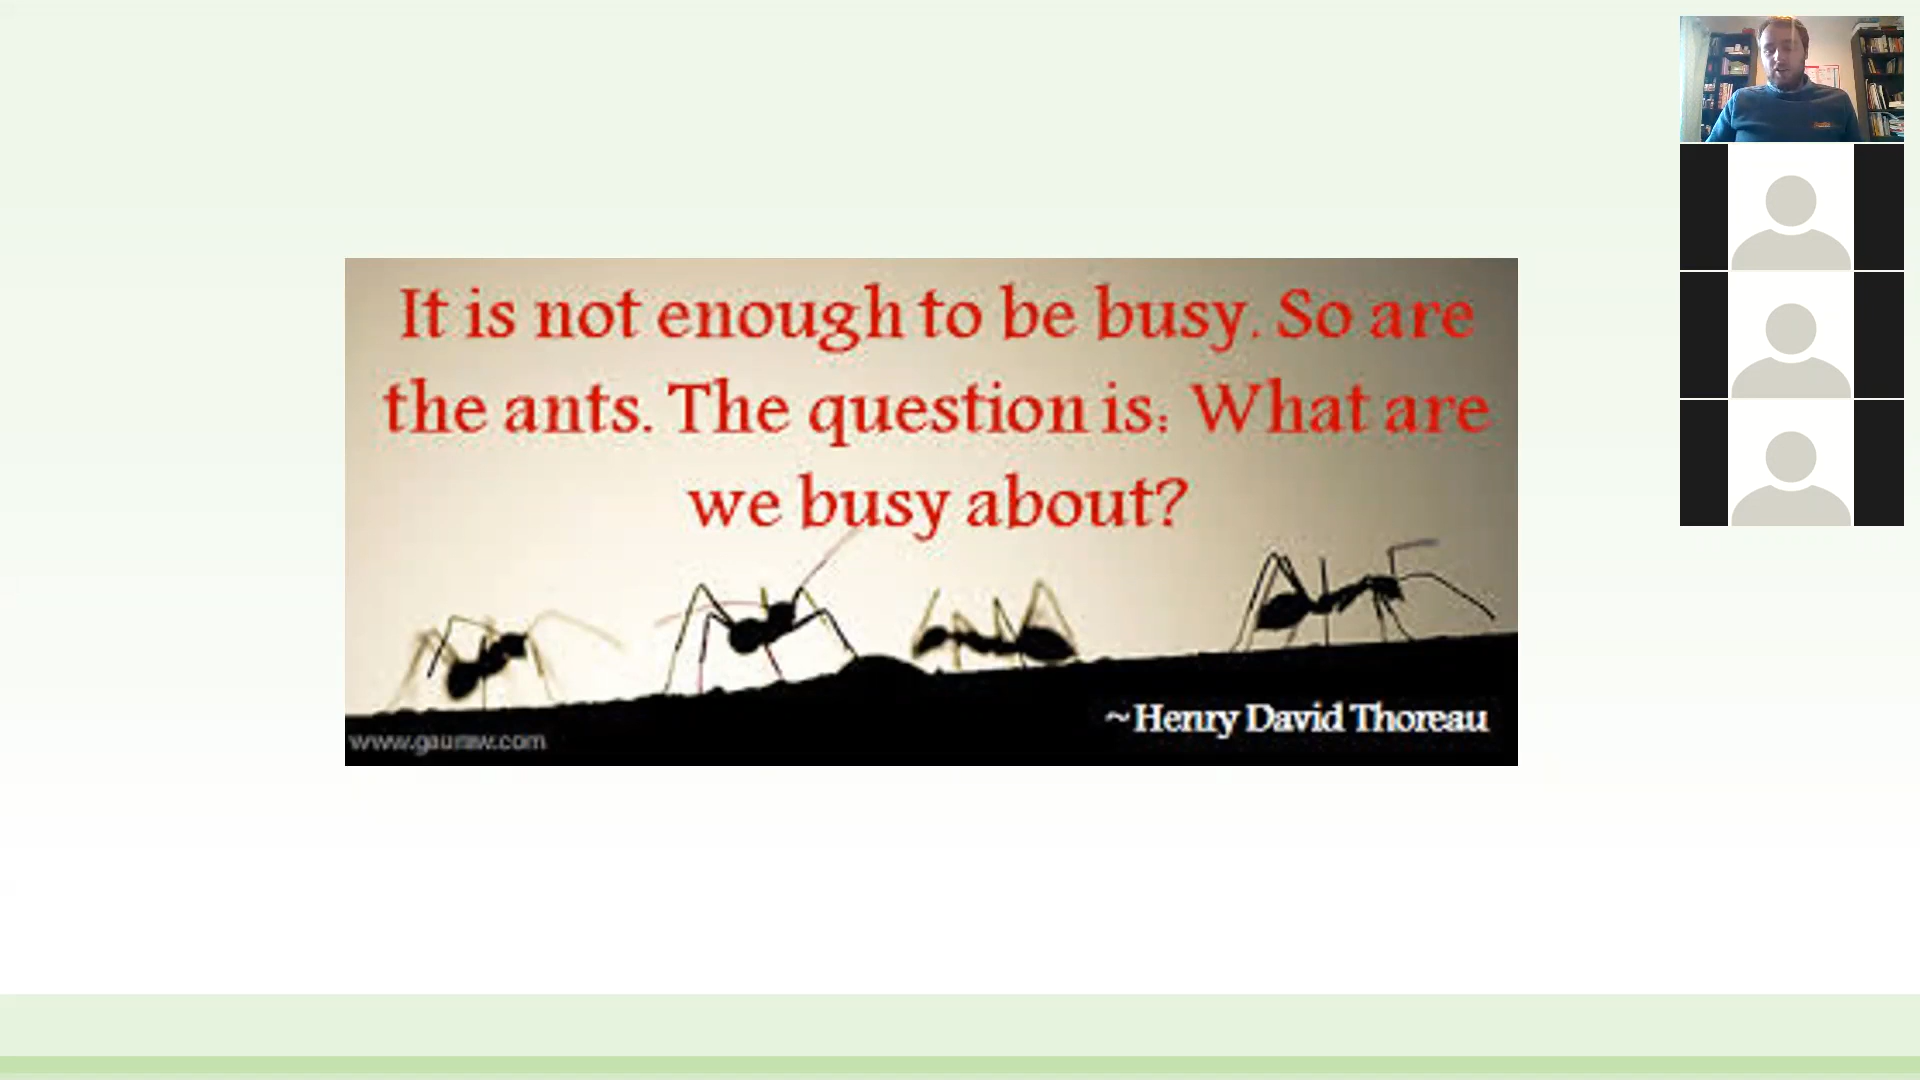 It is not enough to be busy. So are
the ants. The question is: What are
we busy about?
~Henry David Thoreau
www.gauraw.com